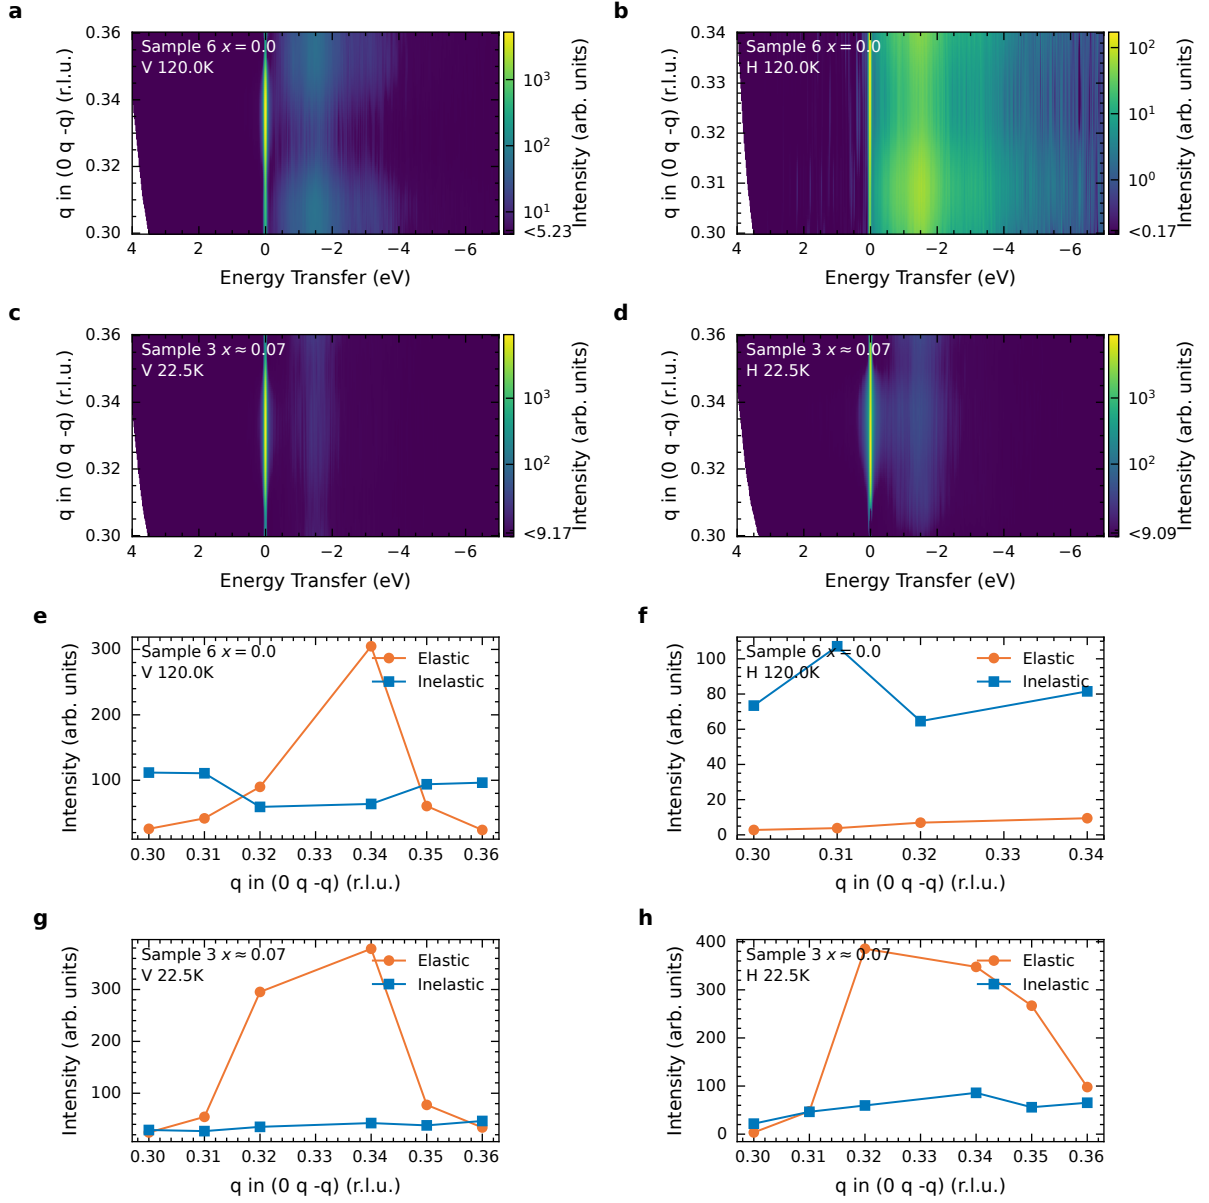 a
Sample 6 x = 0.0
V 120.0K
0.36
0.34
0.32
0.30
q in (0 q -q) (r.l.u.)
4 2 0 −2 −4 −6
Energy Transfer (eV)
10³
10²
10¹
<5.23
Intensity (arb. units)
b
Sample 6 x = 0.0
H 120.0K
0.34
0.33
0.32
0.31
0.30
q in (0 q -q) (r.l.u.)
4 2 0 −2 −4 −6
Energy Transfer (eV)
10²
10¹
10⁰
<0.17
Intensity (arb. units)
c
Sample 3 x ≈ 0.07
V 22.5K
0.36
0.34
0.32
0.30
q in (0 q -q) (r.l.u.)
4 2 0 −2 −4 −6
Energy Transfer (eV)
10³
10²
<9.17
Intensity (arb. units)
d
Sample 3 x ≈ 0.07
H 22.5K
0.36
0.34
0.32
0.30
q in (0 q -q) (r.l.u.)
4 2 0 −2 −4 −6
Energy Transfer (eV)
10³
10²
<9.09
Intensity (arb. units)
e
Sample 6 x = 0.0
V 120.0K
Elastic
Inelastic
300
200
100
Intensity (arb. units)
0.30 0.31 0.32 0.33 0.34 0.35 0.36
q in (0 q -q) (r.l.u.)
f
Sample 6 x = 0.0
H 120.0K
Elastic
Inelastic
100
80
60
40
20
0
Intensity (arb. units)
0.30 0.31 0.32 0.33 0.34
q in (0 q -q) (r.l.u.)
g
Sample 3 x ≈ 0.07
V 22.5K
Elastic
Inelastic
300
200
100
Intensity (arb. units)
0.30 0.31 0.32 0.33 0.34 0.35 0.36
q in (0 q -q) (r.l.u.)
h
Sample 3 x ≈ 0.07
H 22.5K
Elastic
Inelastic
400
300
200
100
0
Intensity (arb. units)
0.30 0.31 0.32 0.33 0.34 0.35 0.36
q in (0 q -q) (r.l.u.)